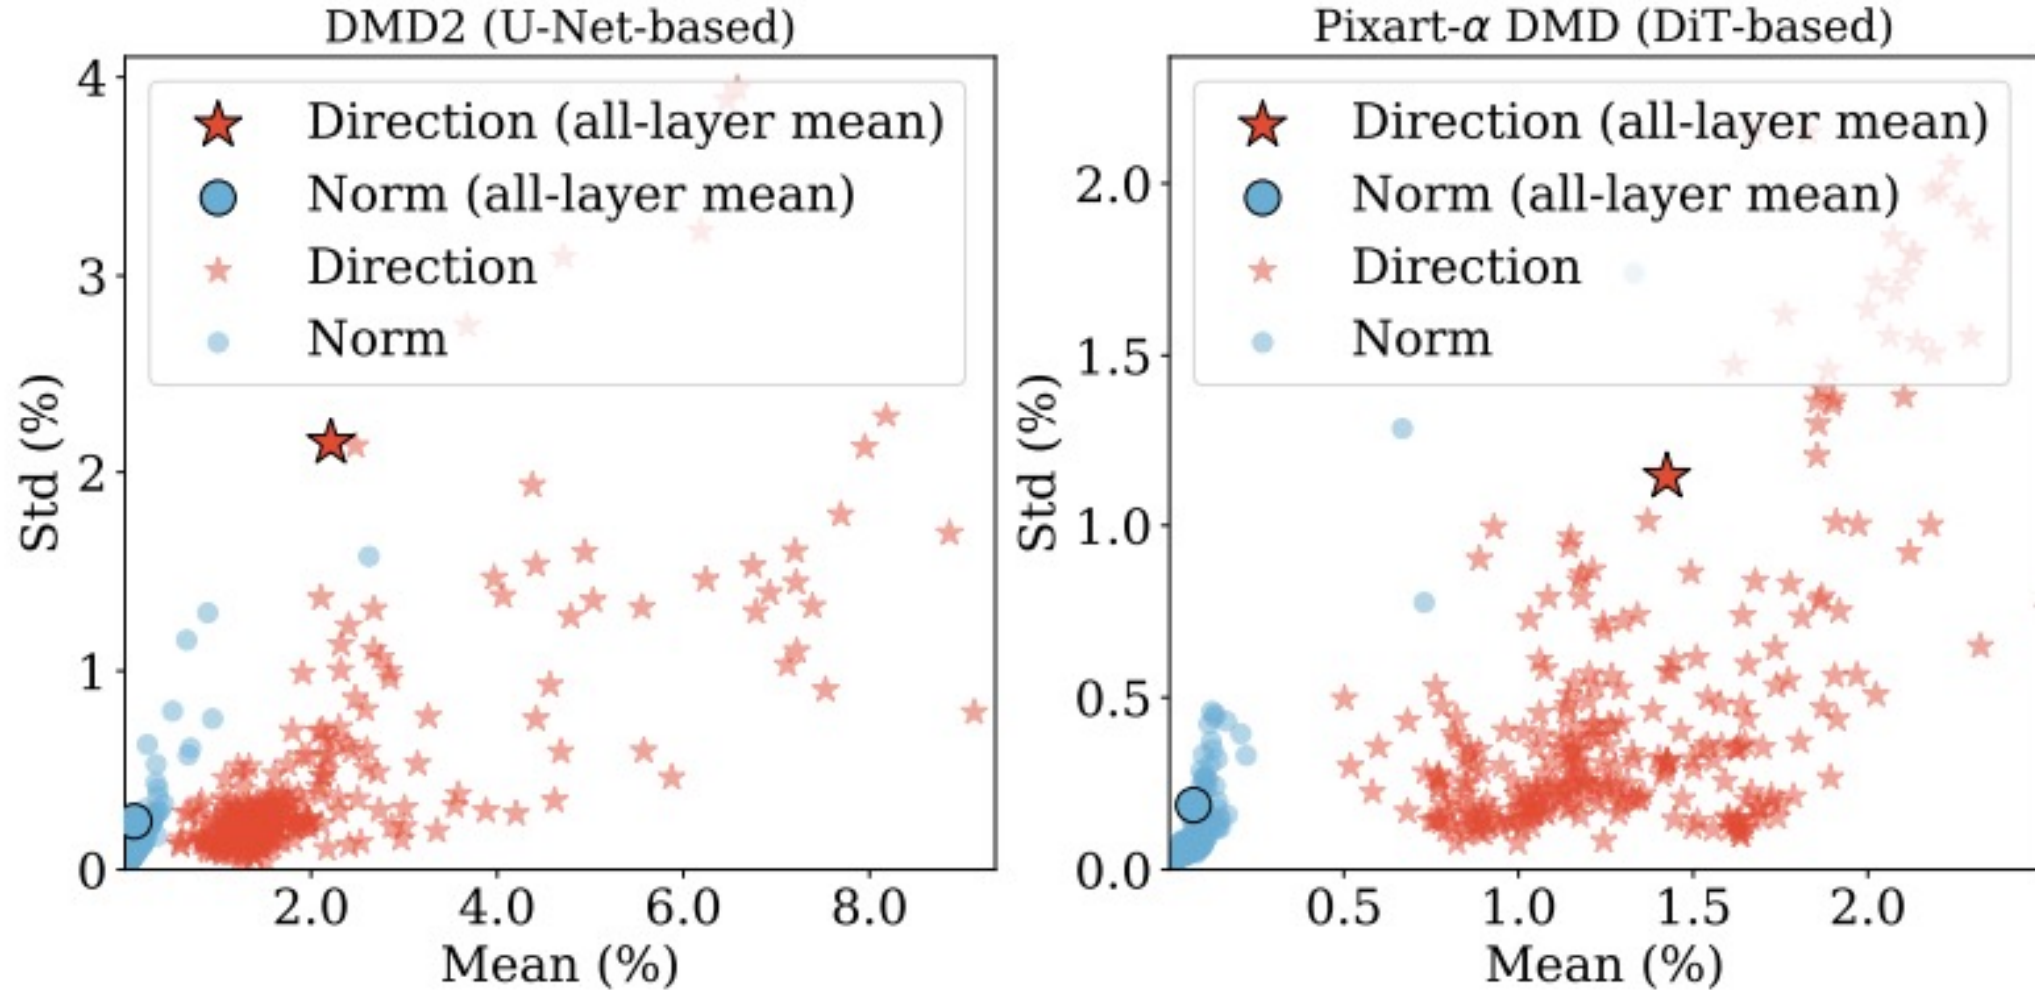 DMD2 (U-Net-based)
4
3
2
1
0
Std (%)
Direction (all-layer mean)
Norm (all-layer mean)
Direction
Norm
2.0
4.0
6.0
8.0
Mean (%)
Pixart-α DMD (DiT-based)
2.0
1.5
1.0
0.5
0.0
Std (%)
Direction (all-layer mean)
Norm (all-layer mean)
Direction
Norm
0.5
1.0
1.5
2.0
Mean (%)